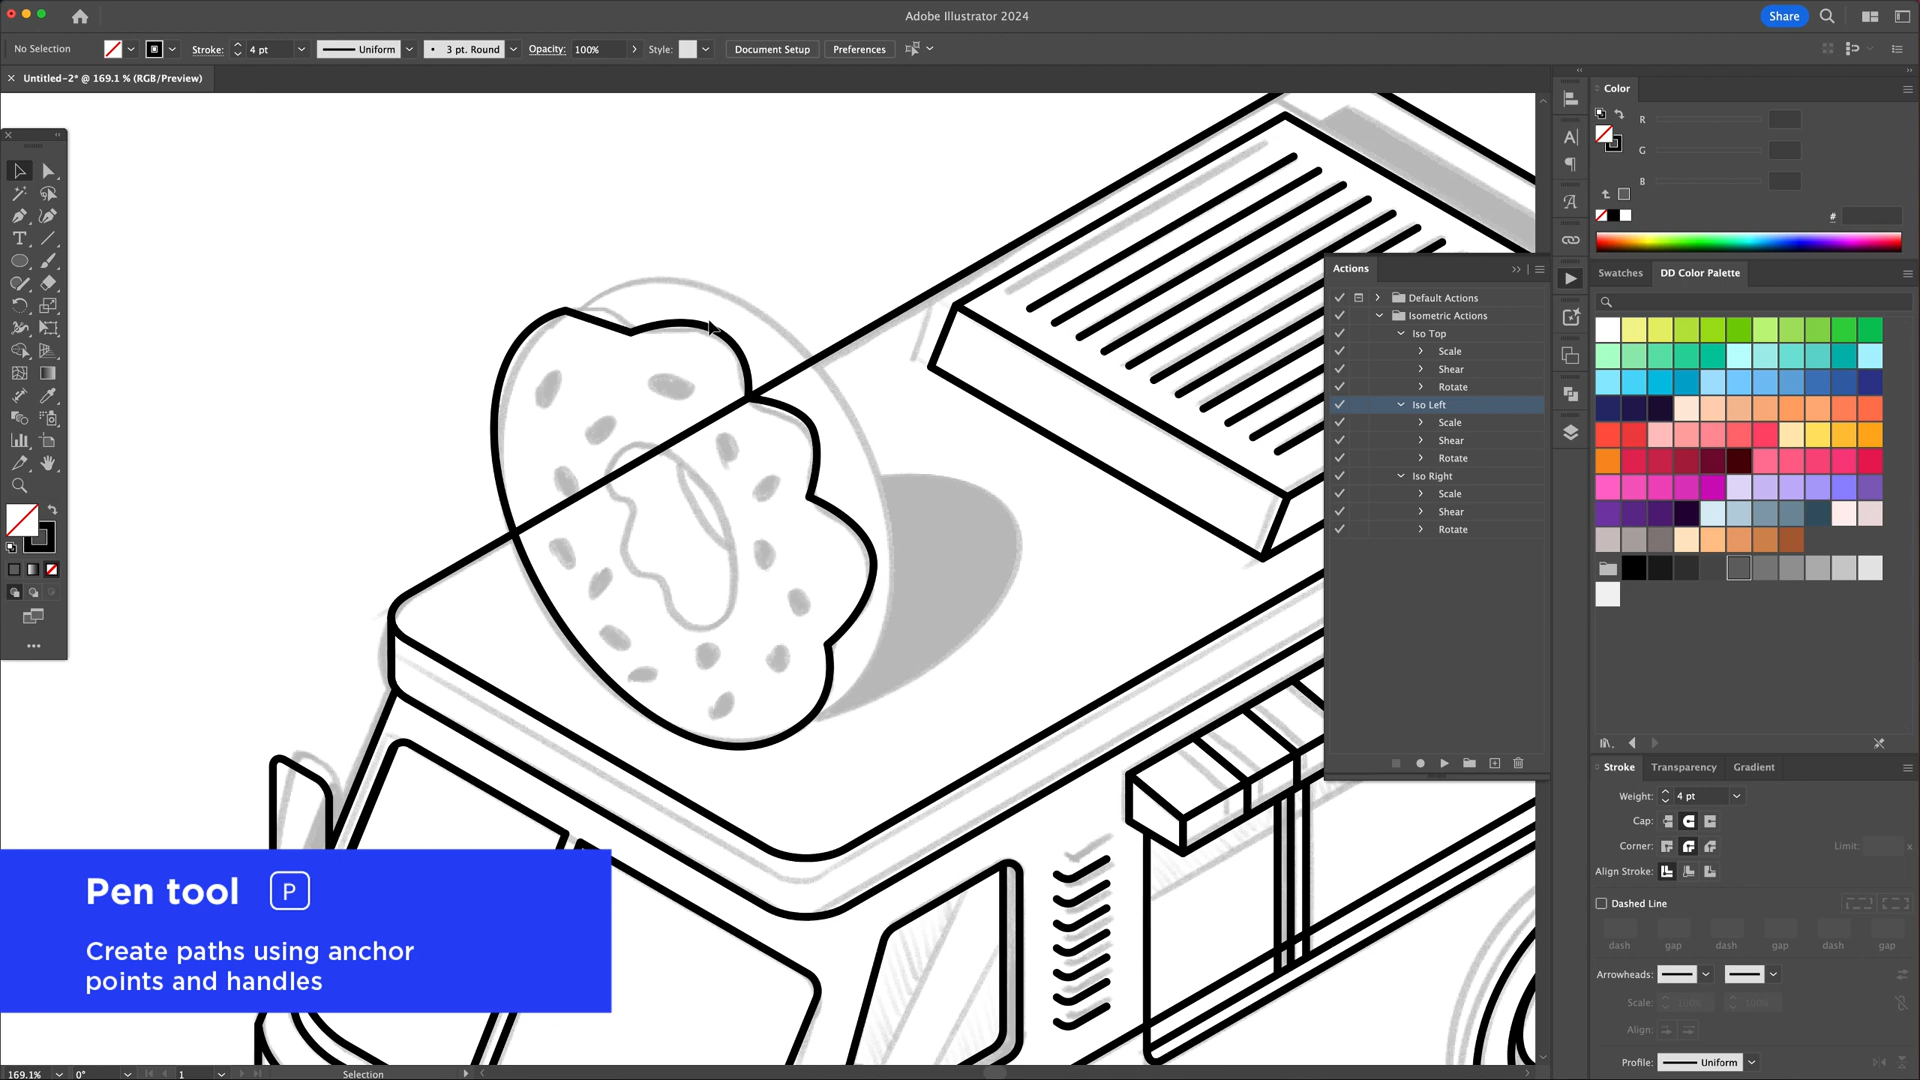 Adobe Illustrator 2024
Share
No Selection
Stroke:
4 pt
Uniform
3 pt. Round
Opacity:
100%
Style:
Document Setup
Preferences
Untitled-2* @ 169.1 % (RGB/Preview)
Color
R
G
B
#
Swatches
DD Color Palette
Actions
Default Actions
Isometric Actions
Iso Top
Scale
Shear
Rotate
Iso Left
Scale
Shear
Rotate
Iso Right
Scale
Shear
Rotate
Stroke
Transparency
Gradient
Weight:
4 pt
Cap:
Corner:
Limit:
x
Align Stroke:
Dashed Line
dash
gap
dash
gap
dash
gap
Arrowheads:
Scale:
100%
100%
Align:
Profile:
Uniform
Pen tool
P
Create paths using anchor
points and handles
169.1%
0°
1
Selection